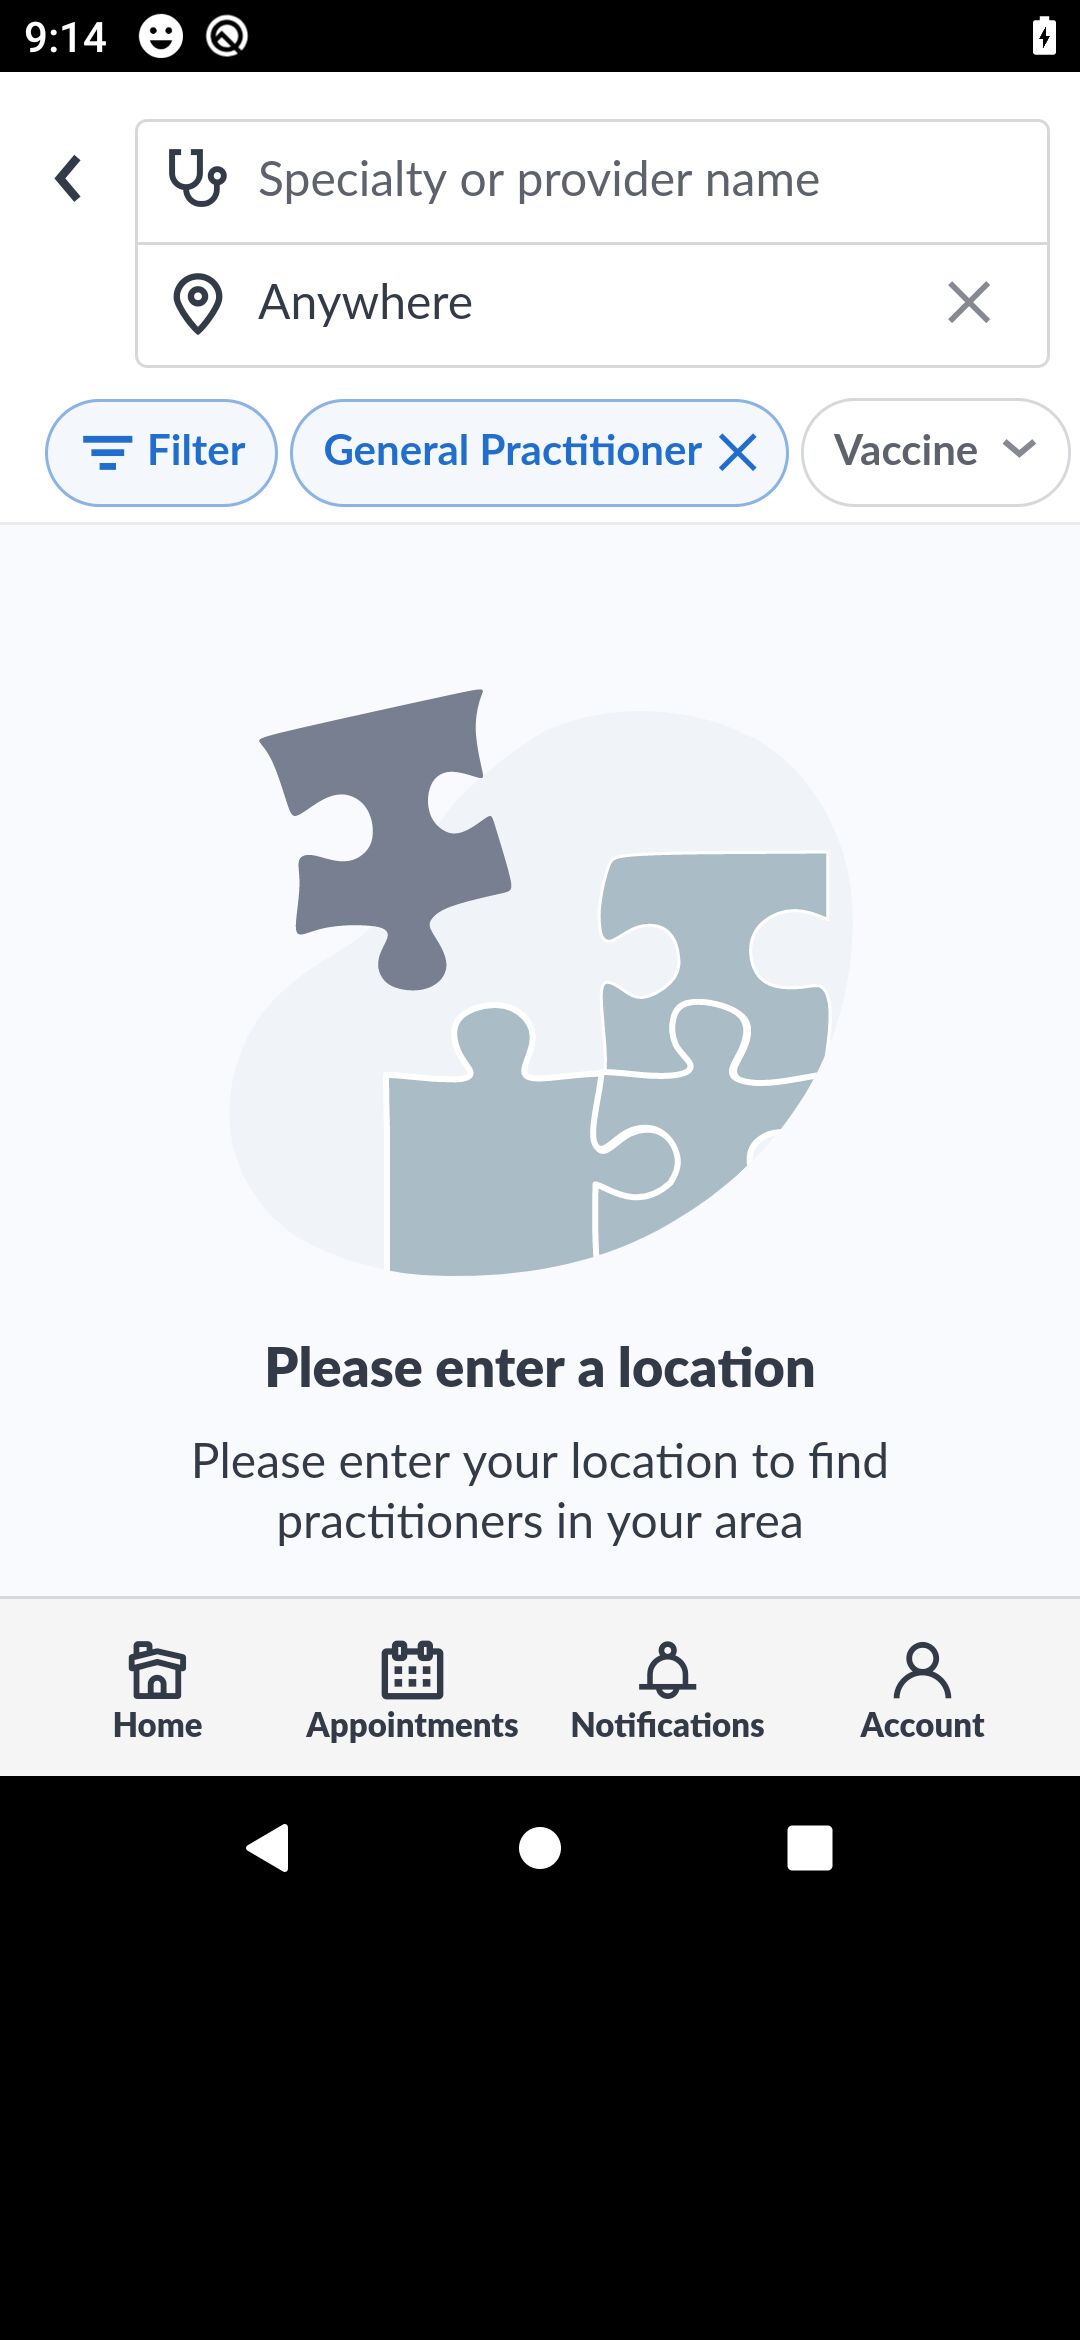 9:14
Specialty or provider name
Anywhere
Filter
General Practitioner
Vaccine
Please enter a location
Please enter your location to find
practitioners in your area
Home
Appointments
Notifications
Account